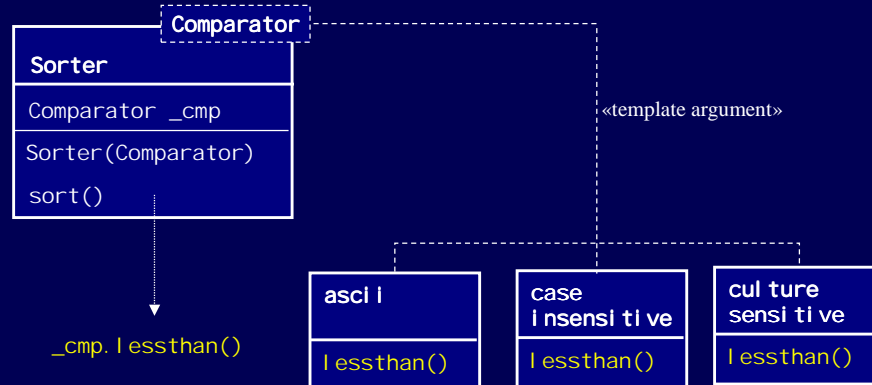 Comparator
Sorter
Comparator _cmp
Sorter(Comparator)
sort()
«template argument»
_cmp.lessthan()
ascii
lessthan()
case
insensitive
lessthan()
culture
sensitive
lessthan()